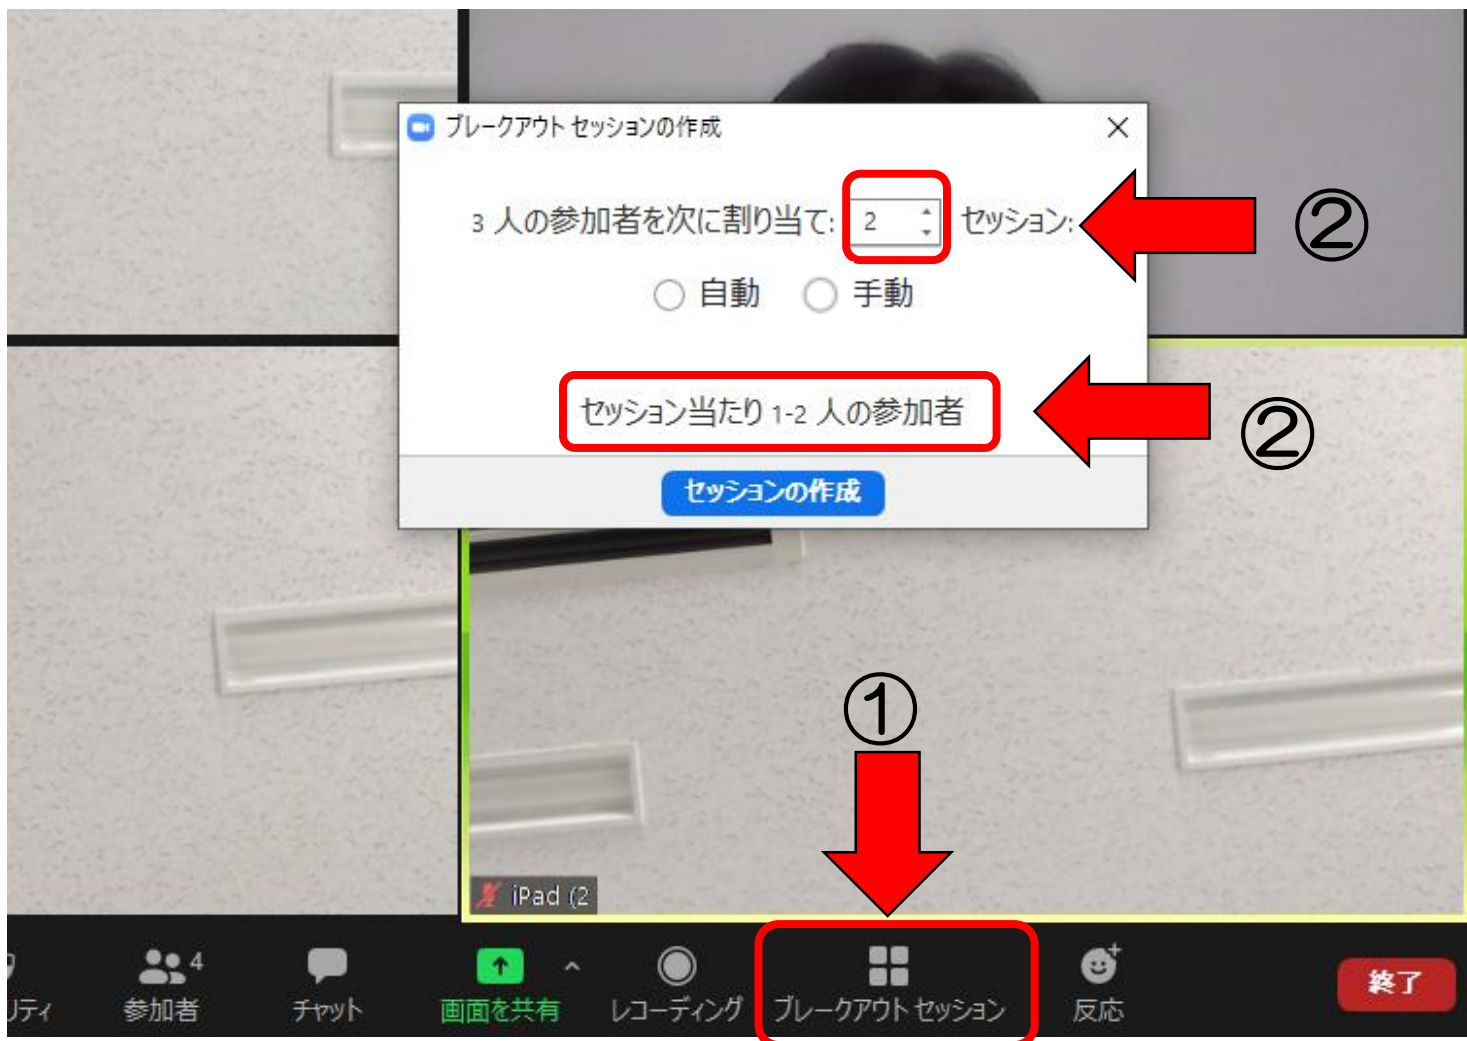 ブレークアウト セッションの作成
3 人の参加者を次に割り当て: 2 セッション:
②
自動 手動
セッション当たり 1-2 人の参加者
②
セッションの作成
①
iPad (2
4
リティ 参加者 チャット 画面を共有 レコーディング ブレークアウト セッション 反応 終了